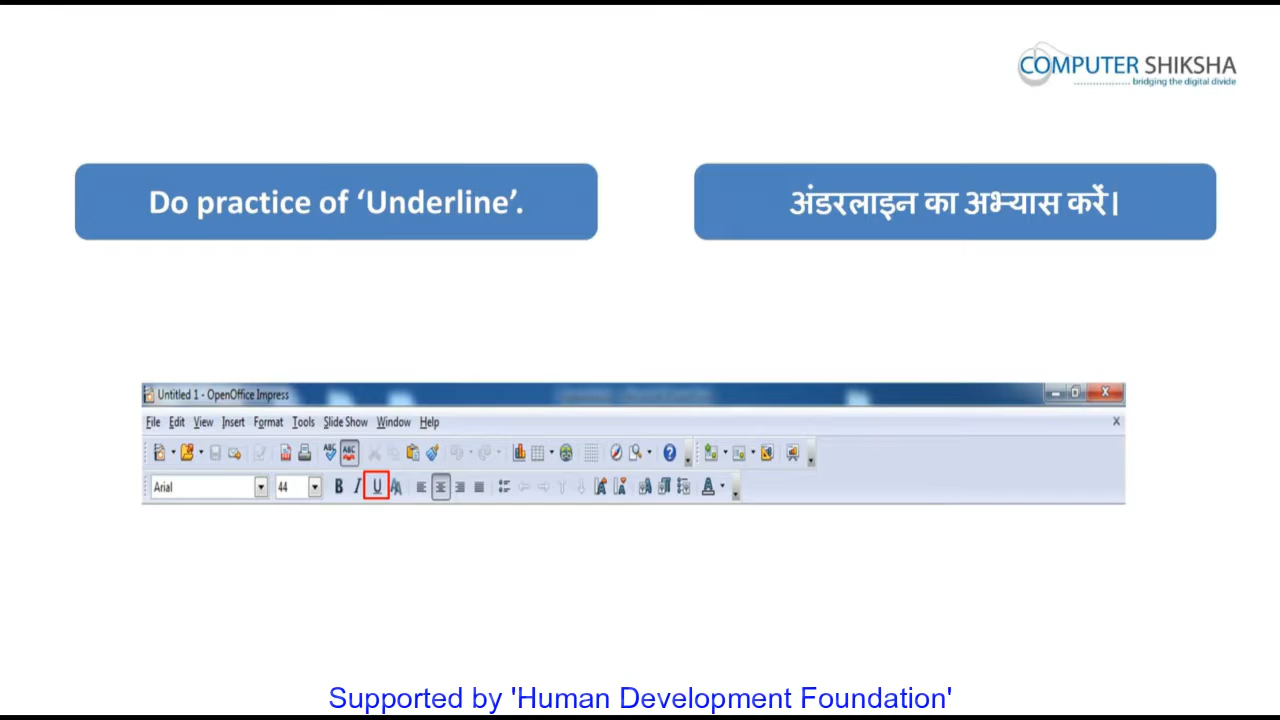 COMPUTER SHIKSHA
bridging the digital divide
Do practice of ‘Underline’.
अंडरलाइन का अभ्यास करें।
Untitled 1 - OpenOffice Impress
File Edit View Insert Format Tools Slide Show Window Help
Arial 44 B I U
Supported by 'Human Development Foundation'